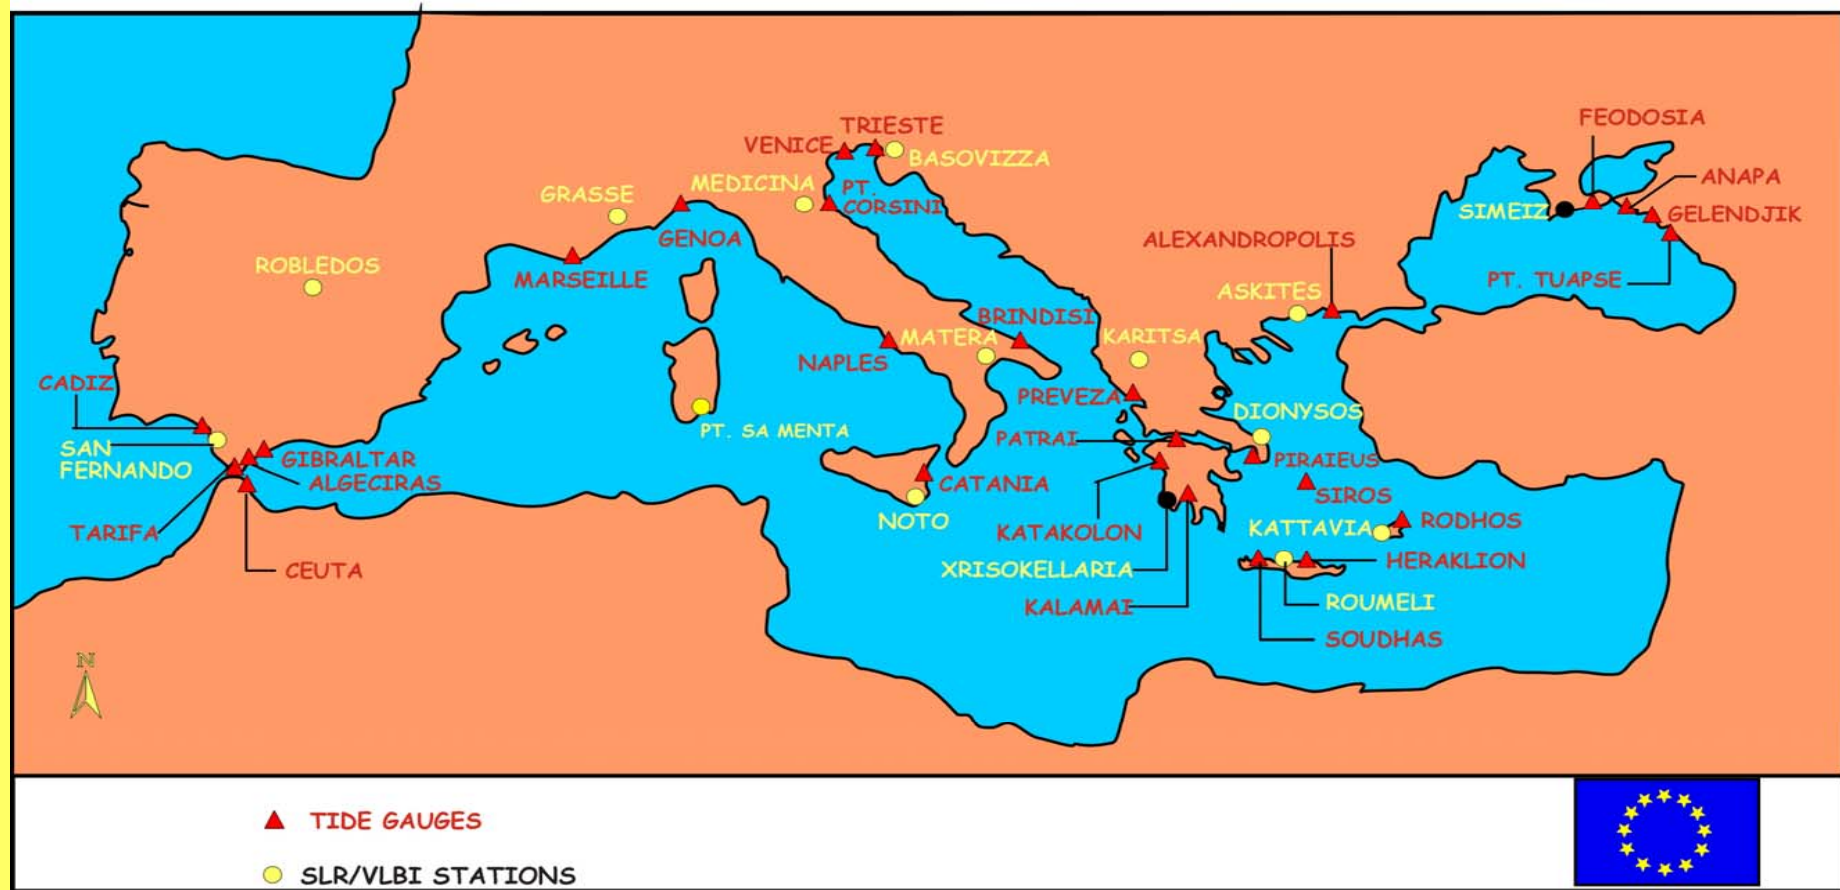 FEODOSIA
TRIESTE
VENICE
BASOVIZZA
ANAPA
GRASSE
MEDICINA
PT.
CORSINI
SIMEIZ
GELENDJIK
GENOA
ALEXANDROPOLIS
ROBLEDOS
MARSEILLE
PT. TUAPSE
ASKITES
BRINDISI
MATERA
KARITSA
NAPLES
CADIZ
PREVEZA
DIONYSOS
PT. SA MENTA
PATRAI
SAN
FERNANDO
GIBRALTAR
PIRAIEUS
ALGECIRAS
CATANIA
SIROS
NOTO
RODHOS
KATTAVIA
TARIFA
KATAKOLON
HERAKLION
CEUTA
XRISOKELLARIA
ROUMELI
KALAMAI
SOUDHAS
N
TIDE GAUGES
SLR/VLBI STATIONS